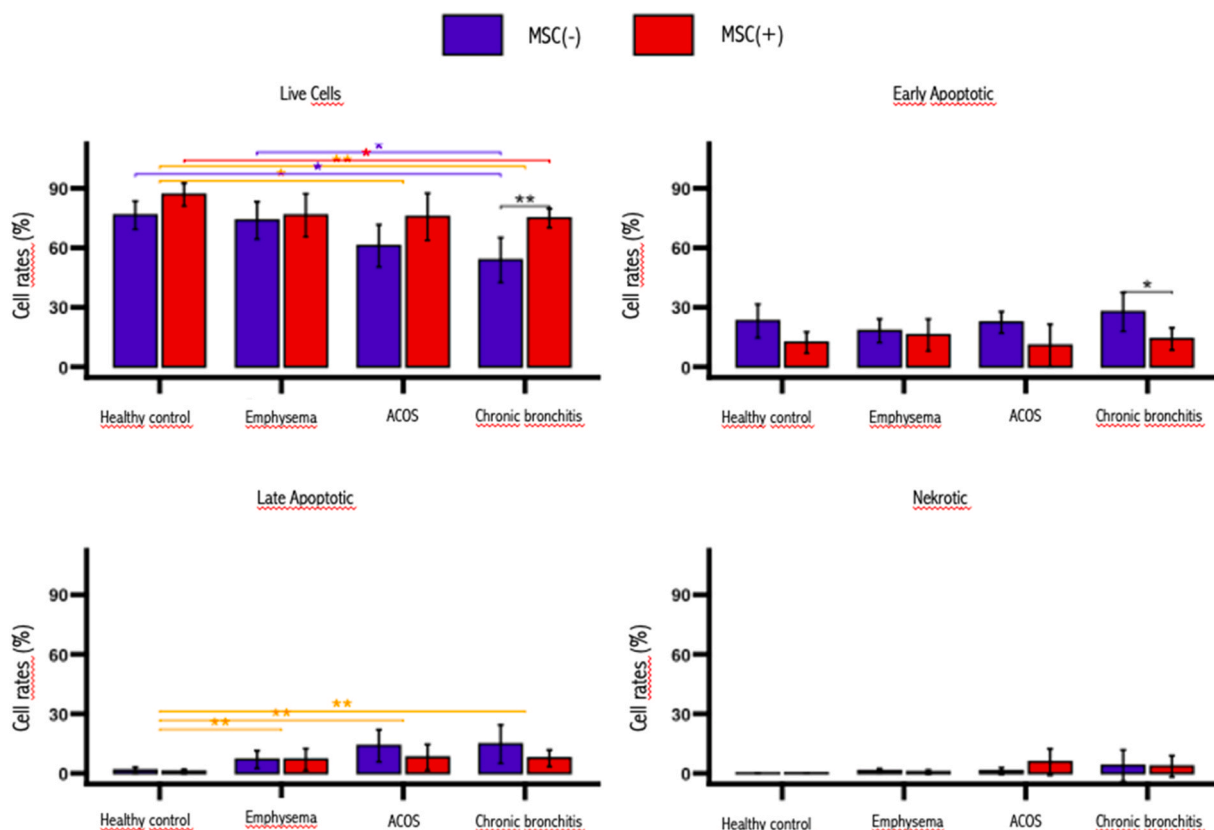 MSC(-) MSC(+)
Live Cells
Cell rates (%)
90
60
30
0
* * ** * * **
Healthy control Emphysema ACOS Chronic bronchitis
Early Apoptotic
Cell rates (%)
90
60
30
0
*
Healthy control Emphysema ACOS Chronic bronchitis
Late Apoptotic
Cell rates (%)
90
60
30
0
** ** **
Healthy control Emphysema ACOS Chronic bronchitis
Nekrotic
Cell rates (%)
90
60
30
0
Healthy control Emphysema ACOS Chronic bronchitis